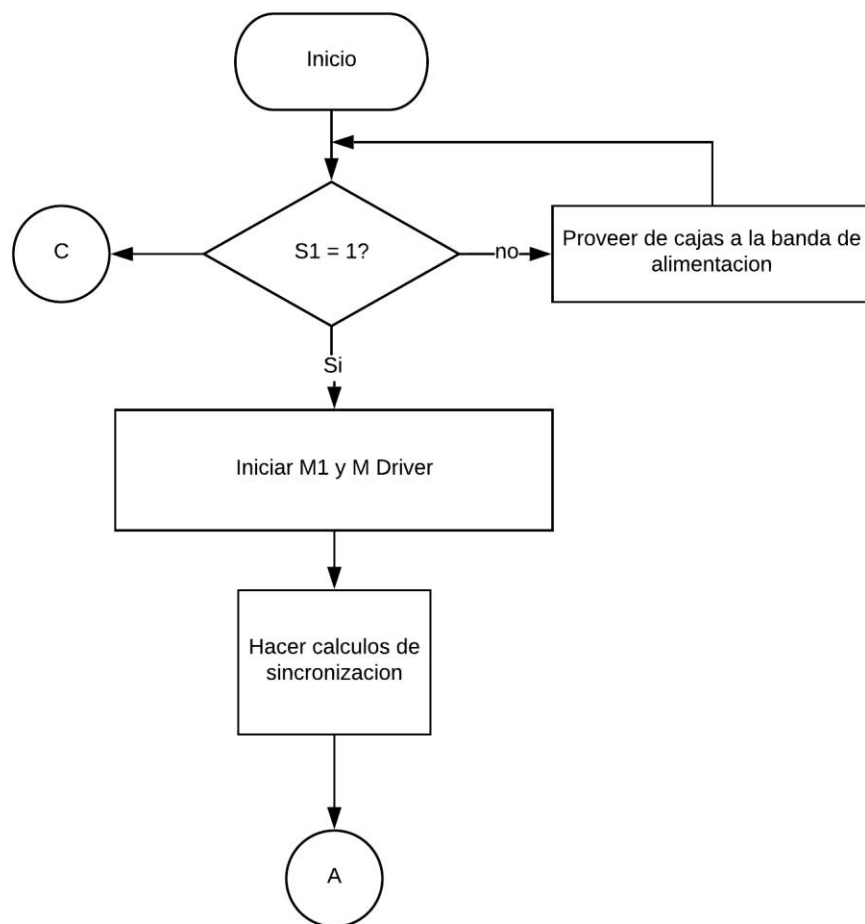 Inicio
C
S1 = 1?
no
Proveer de cajas a la banda de
alimentacion
Si
Iniciar M1 y M Driver
Hacer calculos de
sincronizacion
A